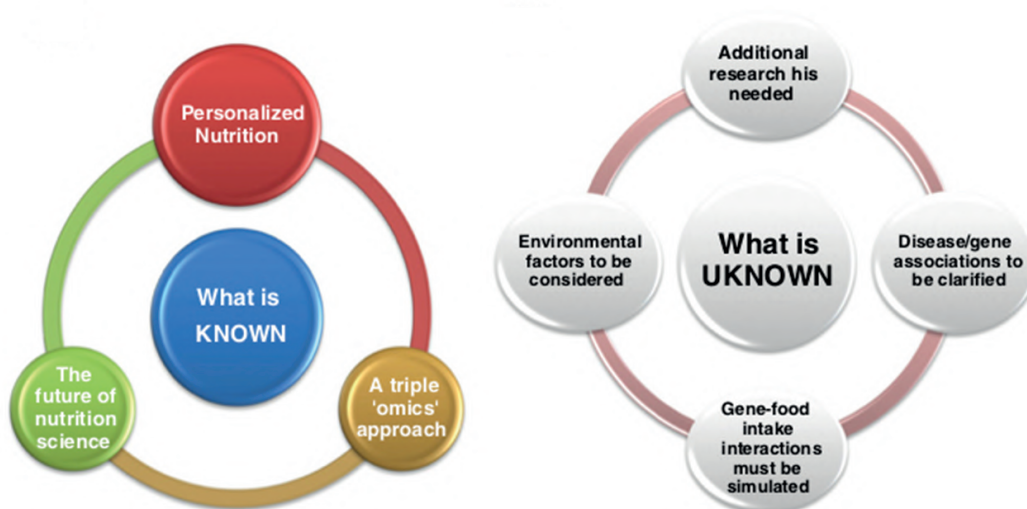 Personalized
Nutrition
What is
KNOWN
The
future of
nutrition
science
A triple
'omics'
approach
Additional
research his
needed
Environmental
factors to be
considered
What is
UKNOWN
Disease/gene
associations to
be clarified
Gene-food
intake
interactions
must be
simulated